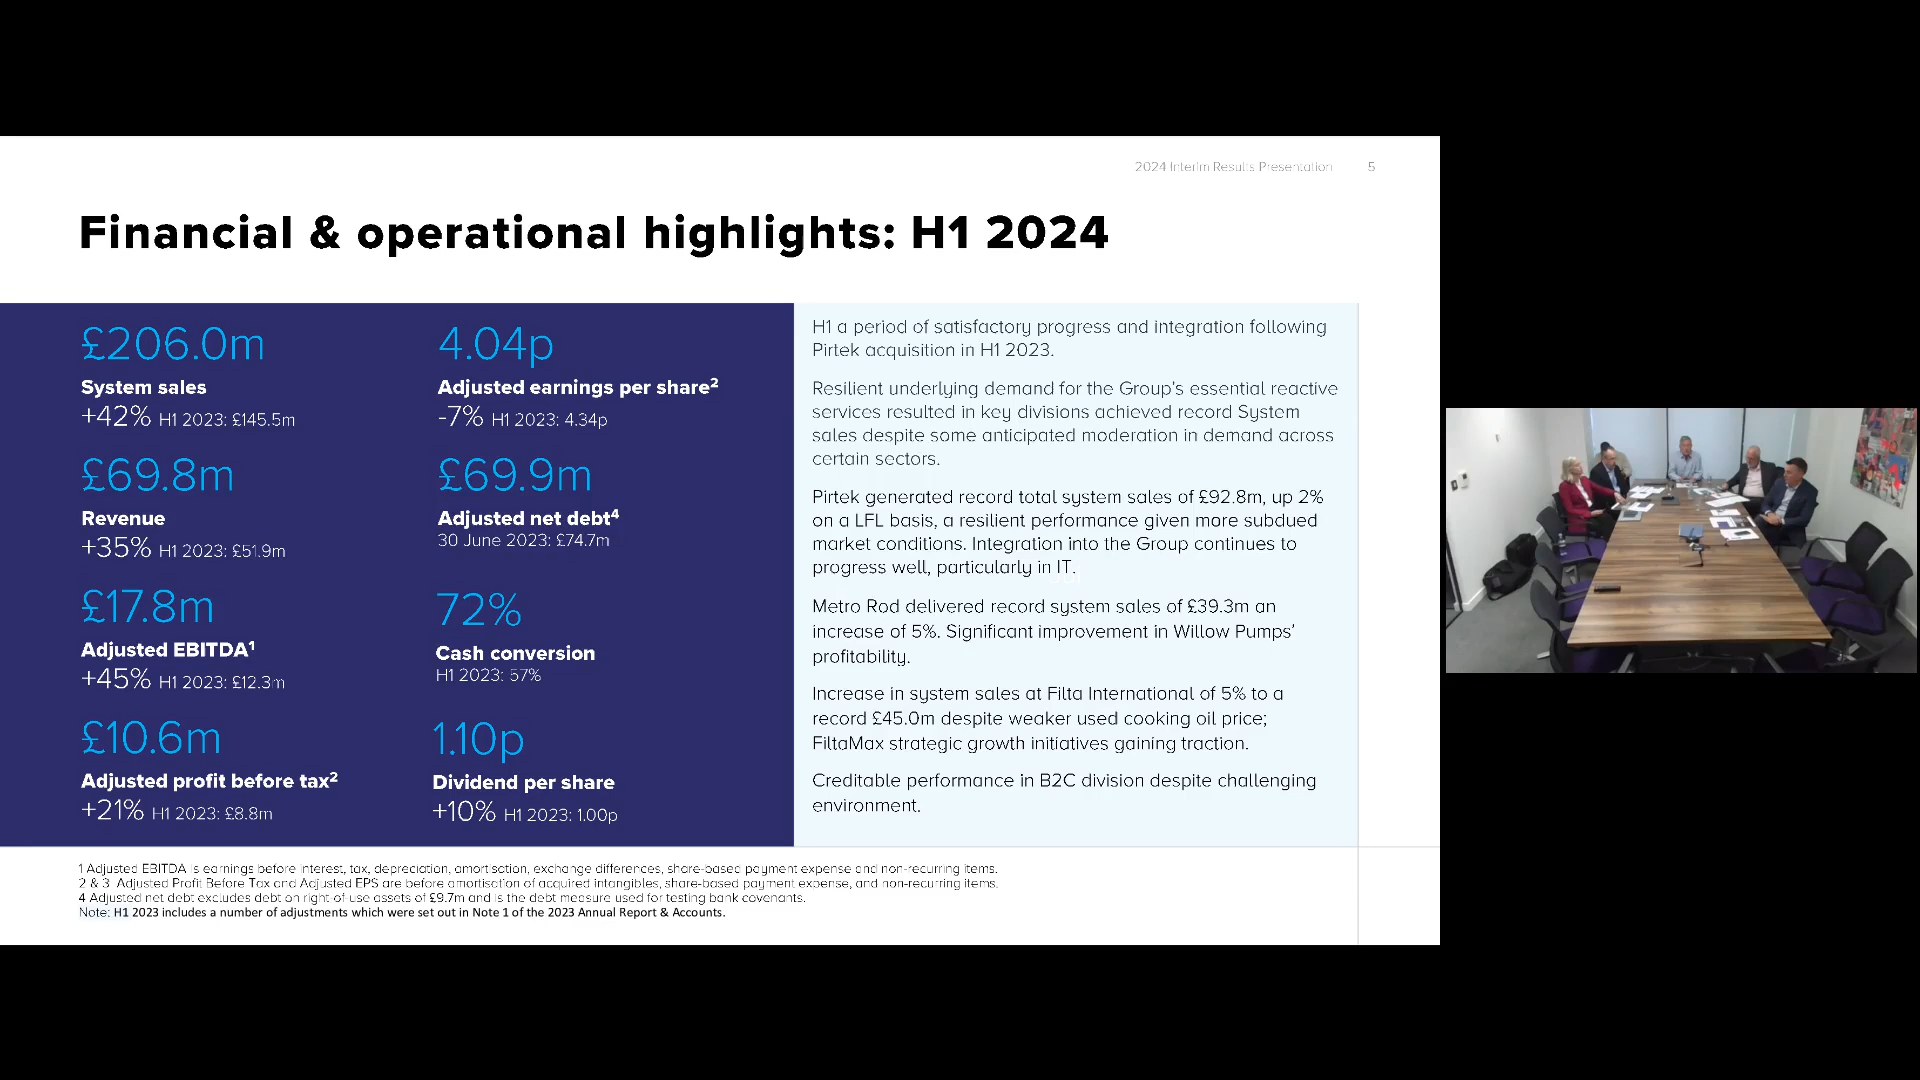 2024 Interim Results Presentation 5
Financial & operational highlights: H1 2024
£206.0m
System sales
+42% H1 2023: £145.5m
£69.8m
Revenue
+35% H1 2023: £51.9m
£17.8m
Adjusted EBITDA¹
+45% H1 2023: £12.3m
£10.6m
Adjusted profit before tax²
+21% H1 2023: £8.8m
4.04p
Adjusted earnings per share²
-7% H1 2023: 4.34p
£69.9m
Adjusted net debt⁴
30 June 2023: £74.7m
72%
Cash conversion
H1 2023: 57%
1.10p
Dividend per share
+10% H1 2023: 1.00p
H1 a period of satisfactory progress and integration following
Pirtek acquisition in H1 2023.
Resilient underlying demand for the Group's essential reactive
services resulted in key divisions achieved record System
sales despite some anticipated moderation in demand across
certain sectors.
Pirtek generated record total system sales of £92.8m, up 2%
on a LFL basis, a resilient performance given more subdued
market conditions. Integration into the Group continues to
progress well, particularly in IT.
Metro Rod delivered record system sales of £39.3m an
increase of 5%. Significant improvement in Willow Pumps'
profitability.
Increase in system sales at Filta International of 5% to a
record £45.0m despite weaker used cooking oil price;
FiltaMax strategic growth initiatives gaining traction.
Creditable performance in B2C division despite challenging
environment.
1 Adjusted EBITDA is earnings before interest, tax, depreciation, amortisation, exchange differences, share-based payment expense and non-recurring items.
2 & 3 Adjusted Profit Before Tax and Adjusted EPS are before amortisation of acquired intangibles, share-based payment expense, and non-recurring items.
4 Adjusted net debt excludes debt on right-of-use assets of £9.7m and is the debt measure used for testing bank covenants.
Note: H1 2023 includes a number of adjustments which were set out in Note 1 of the 2023 Annual Report & Accounts.